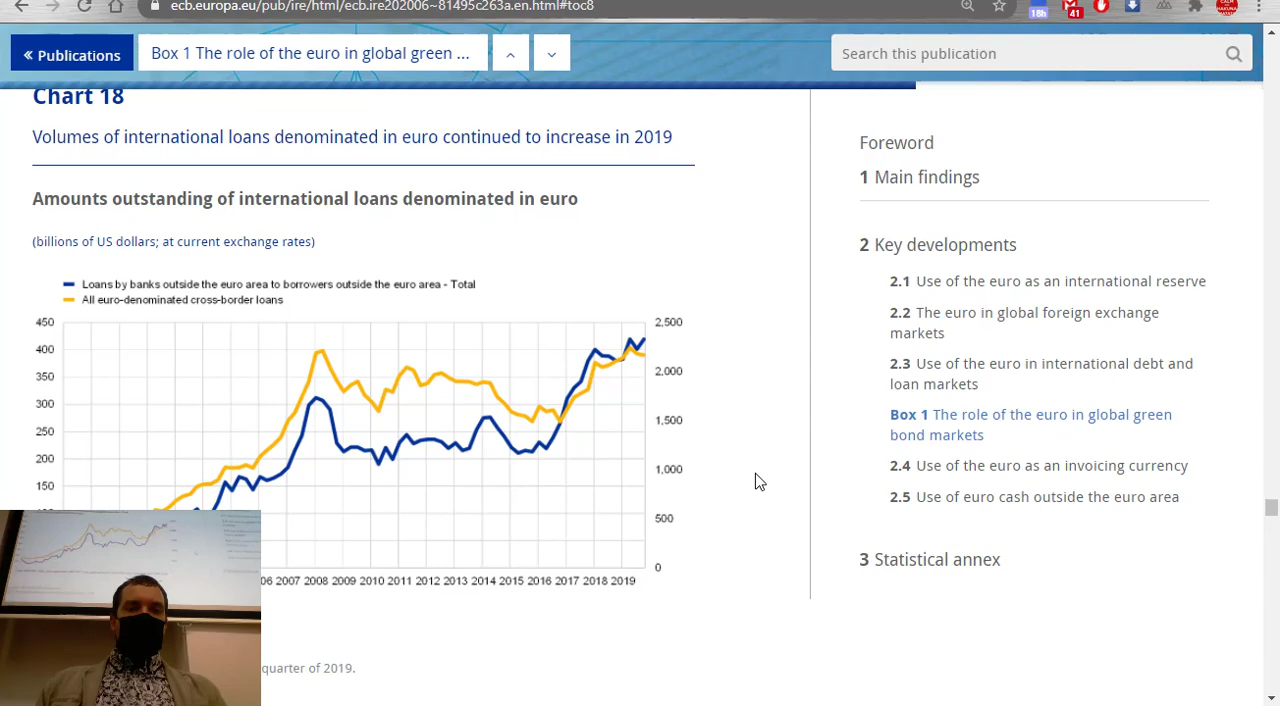 ecb.europa.eu/pub/ire/html/ecb.ire202006~81495c263a.en.html#toc8
18h
41
« Publications
Box 1 The role of the euro in global green ...
Search this publication
Chart 18
Volumes of international loans denominated in euro continued to increase in 2019
Amounts outstanding of international loans denominated in euro
(billions of US dollars; at current exchange rates)
Loans by banks outside the euro area to borrowers outside the euro area - Total
All euro-denominated cross-border loans
450
400
350
300
250
200
150
2,500
2,000
1,500
1,000
500
0
06 2007 2008 2009 2010 2011 2012 2013 2014 2015 2016 2017 2018 2019
quarter of 2019.
Foreword
1 Main findings
2 Key developments
2.1 Use of the euro as an international reserve
2.2 The euro in global foreign exchange
markets
2.3 Use of the euro in international debt and
loan markets
Box 1 The role of the euro in global green
bond markets
2.4 Use of the euro as an invoicing currency
2.5 Use of euro cash outside the euro area
3 Statistical annex